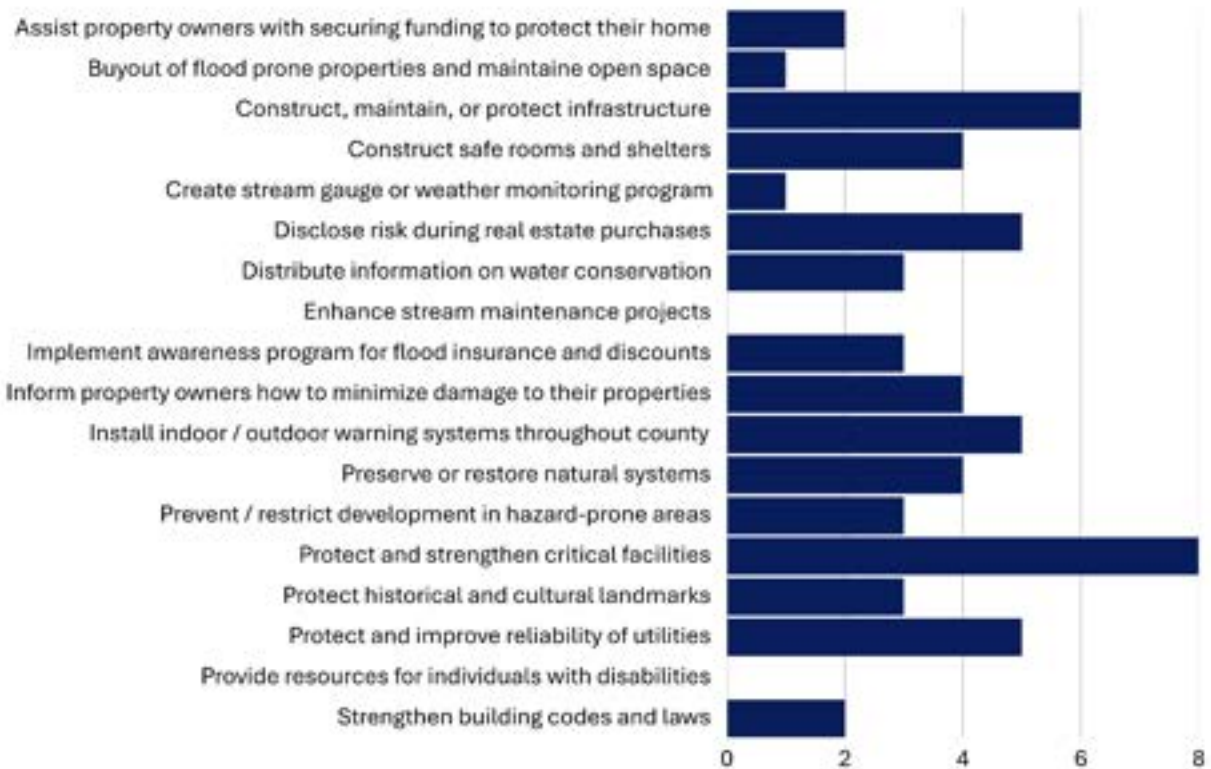 Assist property owners with securing funding to protect their home
Buyout of flood prone properties and maintaine open space
Construct, maintain, or protect infrastructure
Construct safe rooms and shelters
Create stream gauge or weather monitoring program
Disclose risk during real estate purchases
Distribute information on water conservation
Enhance stream maintenance projects
Implement awareness program for flood insurance and discounts
Inform property owners how to minimize damage to their properties
Install indoor / outdoor warning systems throughout county
Preserve or restore natural systems
Prevent / restrict development in hazard-prone areas
Protect and strengthen critical facilities
Protect historical and cultural landmarks
Protect and improve reliability of utilities
Provide resources for individuals with disabilities
Strengthen building codes and laws
0 2 4 6 8